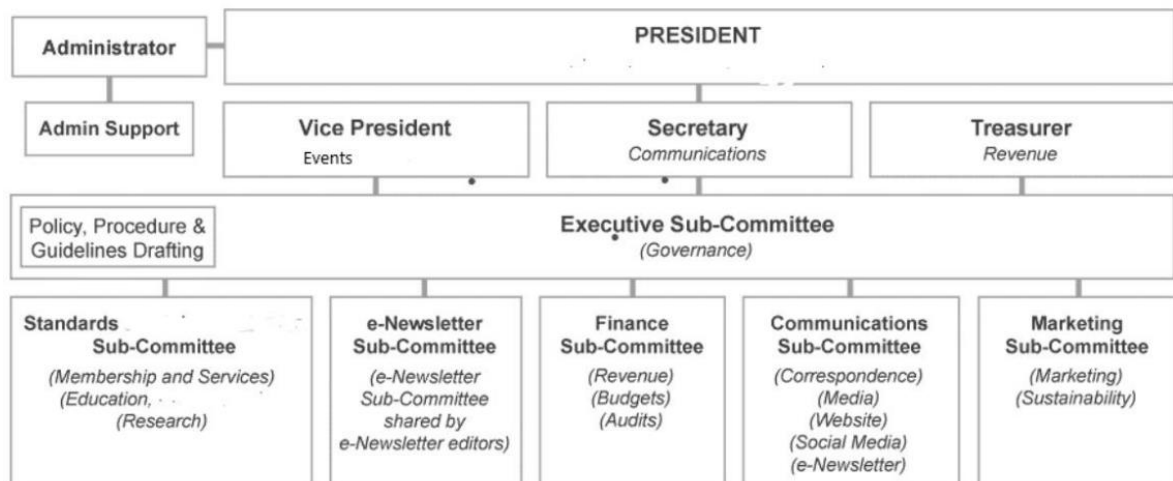 Administrator
PRESIDENT
Admin Support
Vice President
Events
Secretary
Communications
Treasurer
Revenue
Policy, Procedure &
Guidelines Drafting
Executive Sub-Committee
(Governance)
Standards
Sub-Committee
(Membership and Services)
(Education,
(Research)
e-Newsletter
Sub-Committee
(e-Newsletter
Sub-Committee
shared by
e-Newsletter editors)
Finance
Sub-Committee
(Revenue)
(Budgets)
(Audits)
Communications
Sub-Committee
(Correspondence)
(Media)
(Website)
(Social Media)
(e-Newsletter)
Marketing
Sub-Committee
(Marketing)
(Sustainability)